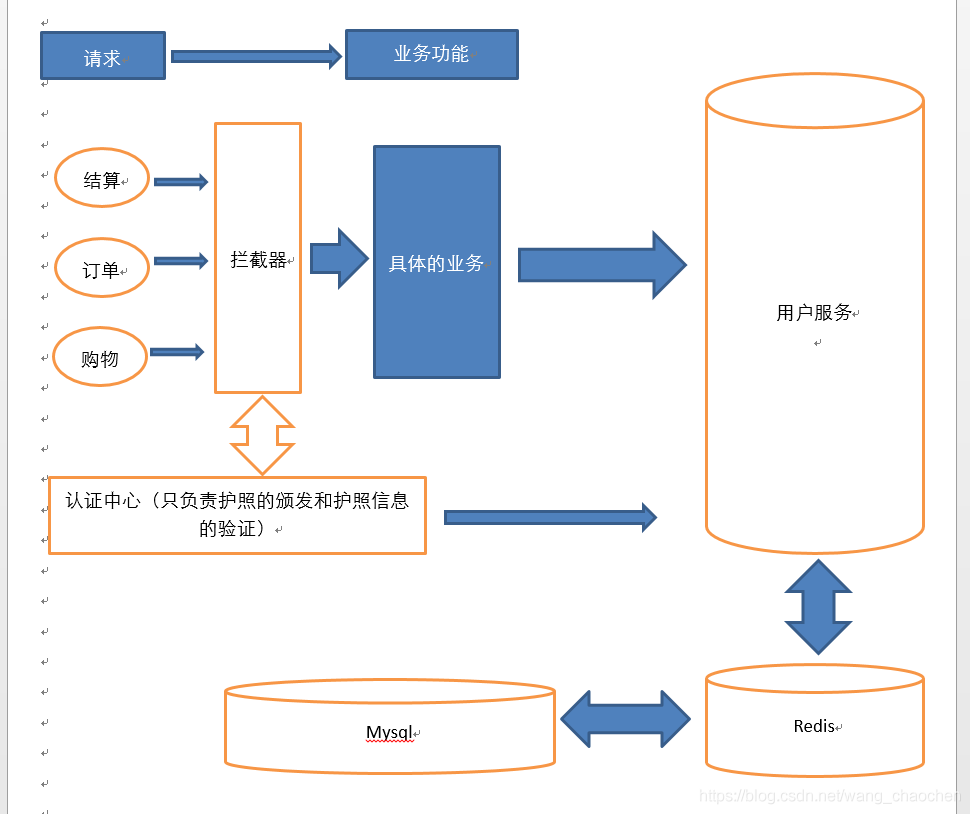 请求
业务功能
结算
订单
购物
拦截器
具体的业务
用户服务
认证中心（只负责护照的颁发和护照信息
的验证）
Mysql
Redis
https://blog.csdn.net/wang_chaochen